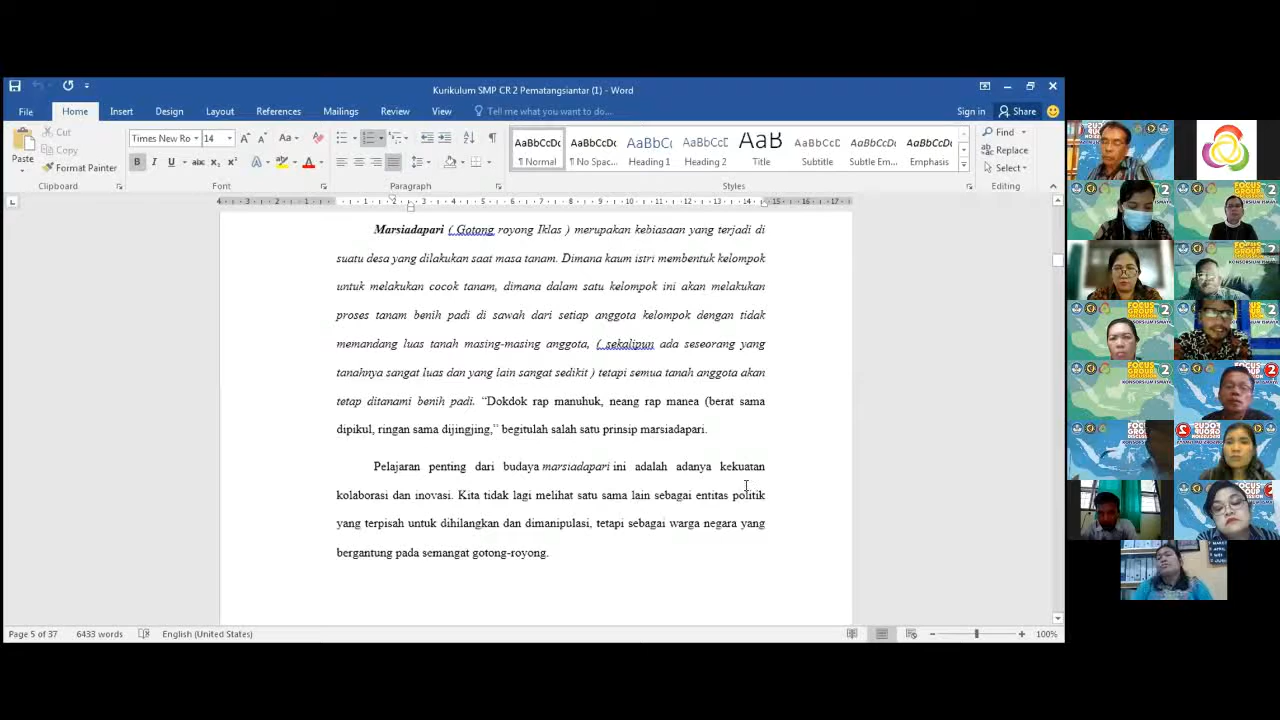 Kurikulum SMP CR 2 Pematangsiantar (1) - Word
File Home Insert Design Layout References Mailings Review View Tell me what you want to do... Sign in Share
Paste Cut Copy Format Painter
Times New Ro 14
AaBbCcDc AaBbCcDc AaBbC AaBbCcD AaB AaBbCcD AaBbCcDc AaBbCcDc
¶ Normal ¶ No Spac... Heading 1 Heading 2 Title Subtitle Subtle Em... Emphasis
Find Replace Select
Clipboard Font Paragraph Styles Editing
Marsiadapari ( Gotong royong Iklas ) merupakan kebiasaan yang terjadi di
suatu desa yang dilakukan saat masa tanam. Dimana kaum istri membentuk kelompok
untuk melakukan cocok tanam, dimana dalam satu kelompok ini akan melakukan
proses tanam benih padi di sawah dari setiap anggota kelompok dengan tidak
memandang luas tanah masing-masing anggota, ( sekalipun ada seseorang yang
tanahnya sangat luas dan yang lain sangat sedikit ) tetapi semua tanah anggota akan
tetap ditanami benih padi. “Dokdok rap manuhuk, neang rap manea (berat sama
dipikul, ringan sama dijingjing,” begitulah salah satu prinsip marsiadapari.
Pelajaran penting dari budaya marsiadapari ini adalah adanya kekuatan
kolaborasi dan inovasi. Kita tidak lagi melihat satu sama lain sebagai entitas politik
yang terpisah untuk dihilangkan dan dimanipulasi, tetapi sebagai warga negara yang
bergantung pada semangat gotong-royong.
Page 5 of 37 6433 words English (United States) 100%
FOCUS GROUP DISCUSSION